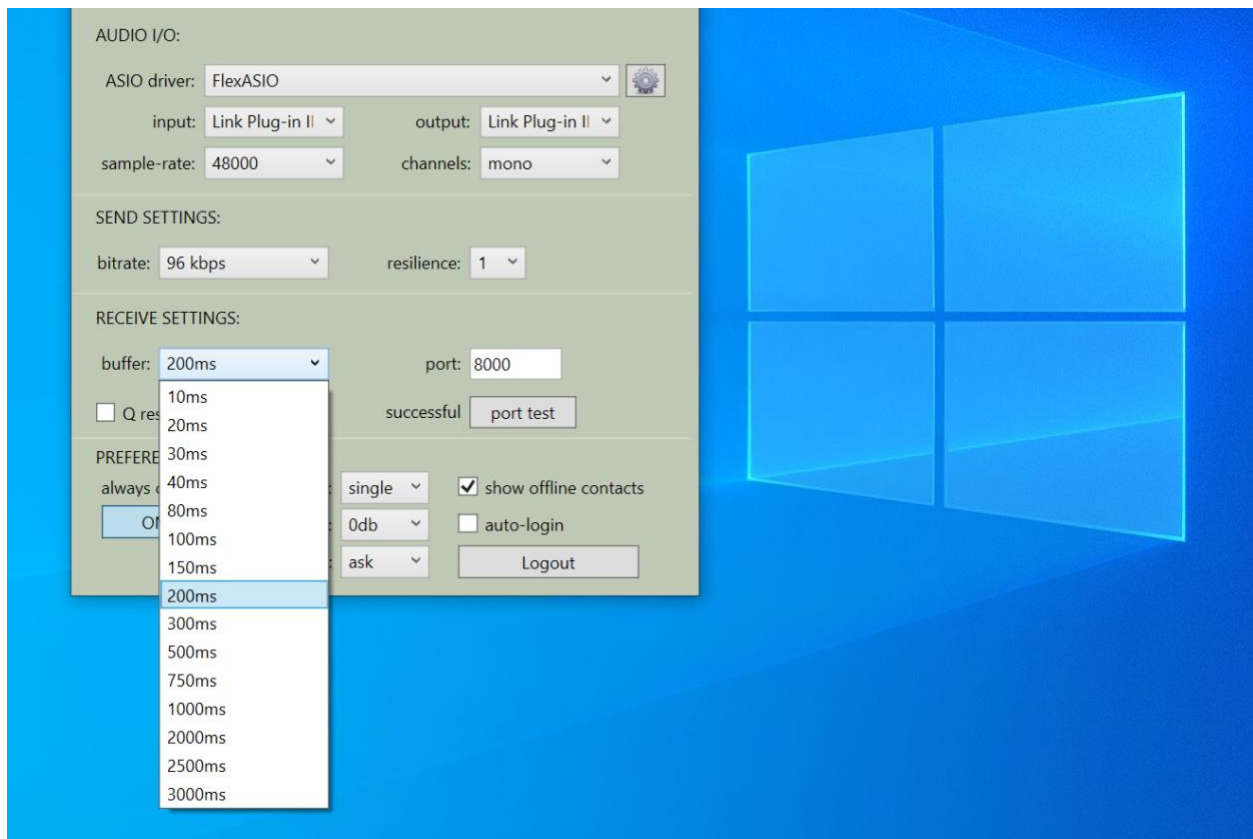 AUDIO I/O:
ASIO driver: FlexASIO
input: Link Plug-in output: Link Plug-in
sample-rate: 48000 channels: mono
SEND SETTINGS:
bitrate: 96 kbps resilience: 1
RECEIVE SETTINGS:
buffer: 200ms port: 8000
10ms
Q res successful port test
20ms
30ms
PREFERE
40ms
always single show offline contacts
80ms
0db auto-login
100ms
150ms
ask Logout
200ms
300ms
500ms
750ms
1000ms
2000ms
2500ms
3000ms